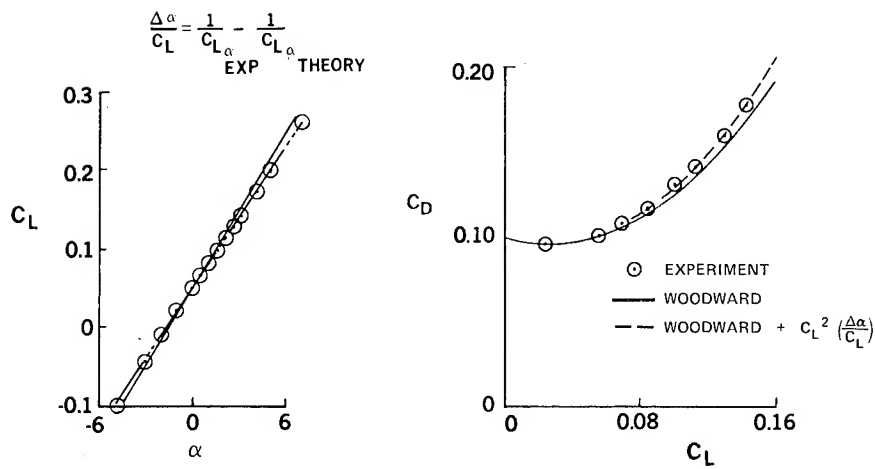 Δα/C_L = 1/C_Lα EXP - 1/C_Lα THEORY
0.3
0.2
C_L
0.1
0
-0.1
-6
0
6
α
0.20
C_D
0.10
0
0
0.08
0.16
C_L
EXPERIMENT
WOODWARD
WOODWARD + C_L² (Δα/C_L)